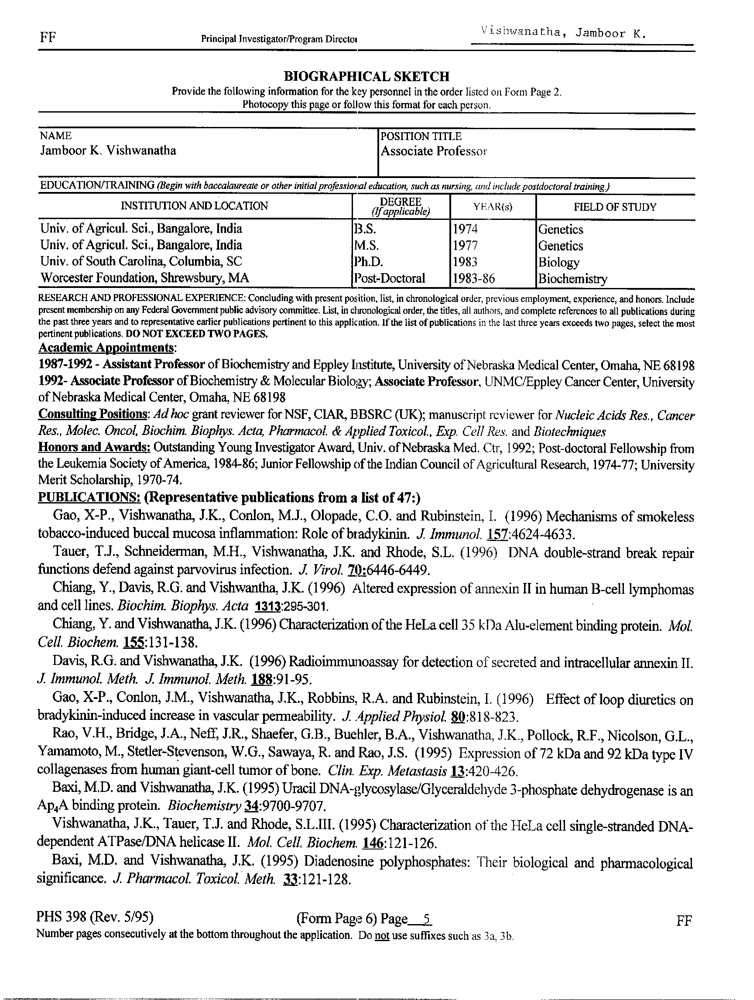 FF Principal Investigator/Program Director Vishwanatha, Jamboor K.
BIOGRAPHICAL SKETCH
Provide the following information for the key personnel in the order listed on Form Page 2.
Photocopy this page or follow this format for each person.
NAME POSITION TITLE
Jamboor K. Vishwanatha Associate Professor
EDUCATION/TRAINING (Begin with baccalaureate or other initial professional education, such as nursing, and include postdoctoral training.)
INSTITUTION AND LOCATION DEGREE (If applicable) YEAR(s) FIELD OF STUDY
Univ. of Agricul. Sci., Bangalore, India B.S. 1974 Genetics
Univ. of Agricul. Sci., Bangalore, India M.S. 1977 Genetics
Univ. of South Carolina, Columbia, SC Ph.D. 1983 Biology
Worcester Foundation, Shrewsbury, MA Post-Doctoral 1983-86 Biochemistry
RESEARCH AND PROFESSIONAL EXPERIENCE: Concluding with present position, list, in chronological order, previous employment, experience, and honors. Include
present membership on any Federal Government public advisory committee. List, in chronological order, the titles, all authors, and complete references to all publications during
the past three years and to representative earlier publications pertinent to this application. If the list of publications in the last three years exceeds two pages, select the most
pertinent publications. DO NOT EXCEED TWO PAGES.
Academic Appointments:
1987-1992 - Assistant Professor of Biochemistry and Eppley Institute, University of Nebraska Medical Center, Omaha, NE 68198
1992- Associate Professor of Biochemistry & Molecular Biology; Associate Professor, UNMC/Eppley Cancer Center, University
of Nebraska Medical Center, Omaha, NE 68198
Consulting Positions: Ad hoc grant reviewer for NSF, CIAR, BBSRC (UK); manuscript reviewer for Nucleic Acids Res., Cancer
Res., Molec. Oncol, Biochim. Biophys. Acta, Pharmacol. & Applied Toxicol., Exp. Cell Res. and Biotechniques
Honors and Awards: Outstanding Young Investigator Award, Univ. of Nebraska Med. Ctr, 1992; Post-doctoral Fellowship from
the Leukemia Society of America, 1984-86; Junior Fellowship of the Indian Council of Agricultural Research, 1974-77; University
Merit Scholarship, 1970-74.
PUBLICATIONS: (Representative publications from a list of 47:)
Gao, X-P., Vishwanatha, J.K., Conlon, M.J., Olopade, C.O. and Rubinstein, I. (1996) Mechanisms of smokeless
tobacco-induced buccal mucosa inflammation: Role of bradykinin. J. Immunol. 157:4624-4633.
Tauer, T.J., Schneiderman, M.H., Vishwanatha, J.K. and Rhode, S.L. (1996) DNA double-strand break repair
functions defend against parvovirus infection. J. Virol. 70:6446-6449.
Chiang, Y., Davis, R.G. and Vishwantha, J.K. (1996) Altered expression of annexin II in human B-cell lymphomas
and cell lines. Biochim. Biophys. Acta 1313:295-301.
Chiang, Y. and Vishwanatha, J.K. (1996) Characterization of the HeLa cell 35 kDa Alu-element binding protein. Mol.
Cell. Biochem. 155:131-138.
Davis, R.G. and Vishwanatha, J.K. (1996) Radioimmunoassay for detection of secreted and intracellular annexin II.
J. Immunol. Meth. J. Immunol. Meth. 188:91-95.
Gao, X-P., Conlon, J.M., Vishwanatha, J.K., Robbins, R.A. and Rubinstein, I. (1996) Effect of loop diuretics on
bradykinin-induced increase in vascular permeability. J. Applied Physiol. 80:818-823.
Rao, V.H., Bridge, J.A., Neff, J.R., Shaefer, G.B., Buehler, B.A., Vishwanatha, J.K., Pollock, R.F., Nicolson, G.L.,
Yamamoto, M., Stetler-Stevenson, W.G., Sawaya, R. and Rao, J.S. (1995) Expression of 72 kDa and 92 kDa type IV
collagenases from human giant-cell tumor of bone. Clin. Exp. Metastasis 13:420-426.
Baxi, M.D. and Vishwanatha, J.K. (1995) Uracil DNA-glycosylase/Glyceraldehyde 3-phosphate dehydrogenase is an
Ap4A binding protein. Biochemistry 34:9700-9707.
Vishwanatha, J.K., Tauer, T.J. and Rhode, S.L.III. (1995) Characterization of the HeLa cell single-stranded DNA-
dependent ATPase/DNA helicase II. Mol. Cell. Biochem. 146:121-126.
Baxi, M.D. and Vishwanatha, J.K. (1995) Diadenosine polyphosphates: Their biological and pharmacological
significance. J. Pharmacol. Toxicol. Meth. 33:121-128.
PHS 398 (Rev. 5/95) (Form Page 6) Page 5 FF
Number pages consecutively at the bottom throughout the application. Do not use suffixes such as 3a, 3b.